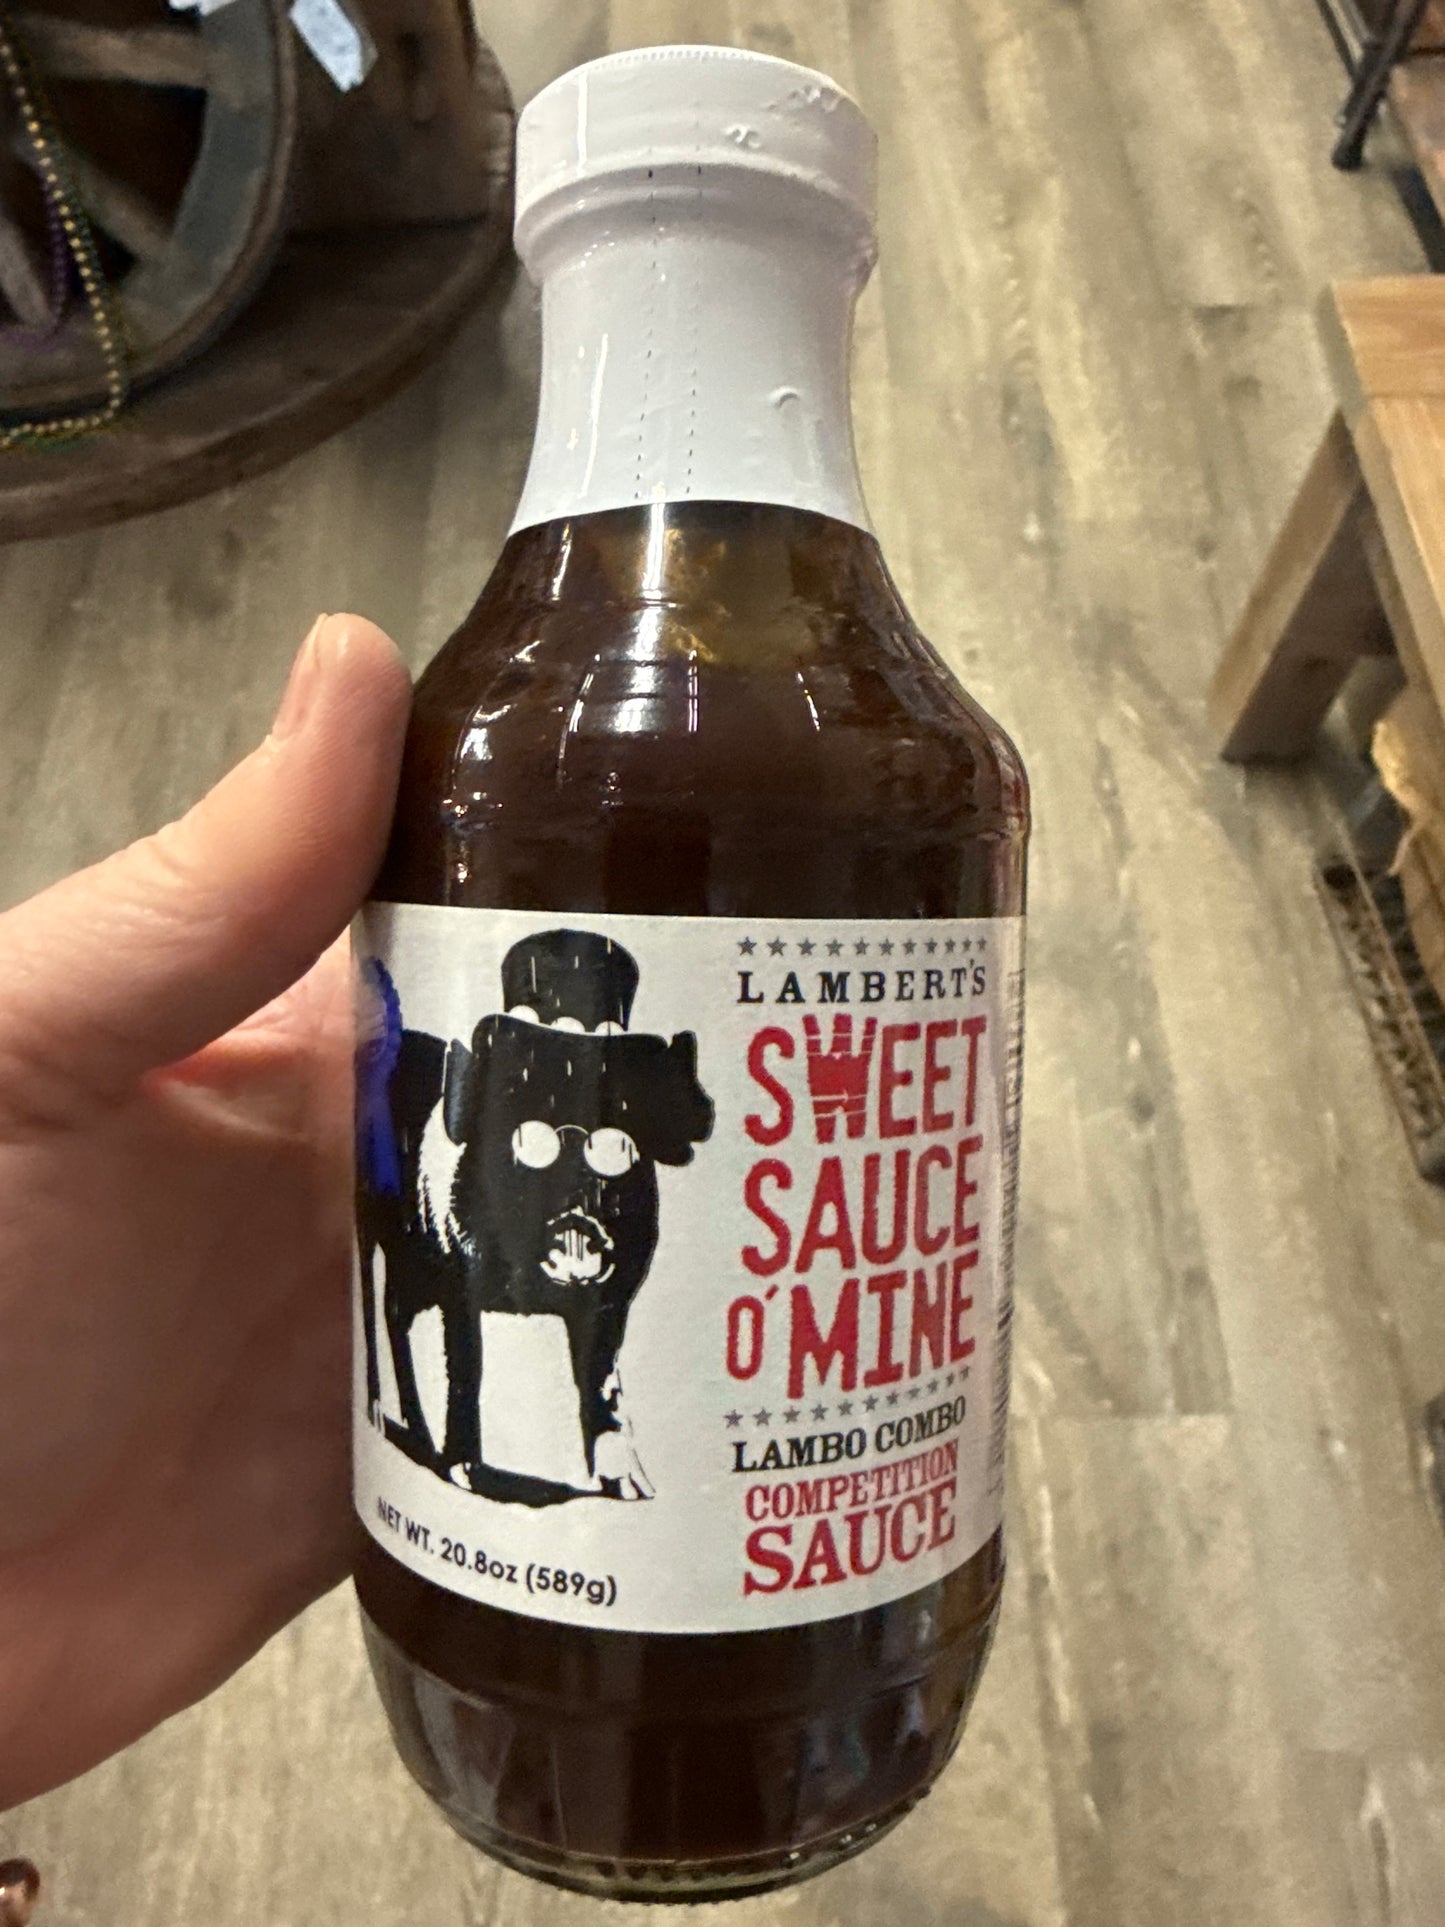 LAMBERT'S
SWEET
SAUCE
O'MINE
LAMBO COMBO
COMPETITION
SAUCE
NET WT. 20.8oz (589g)